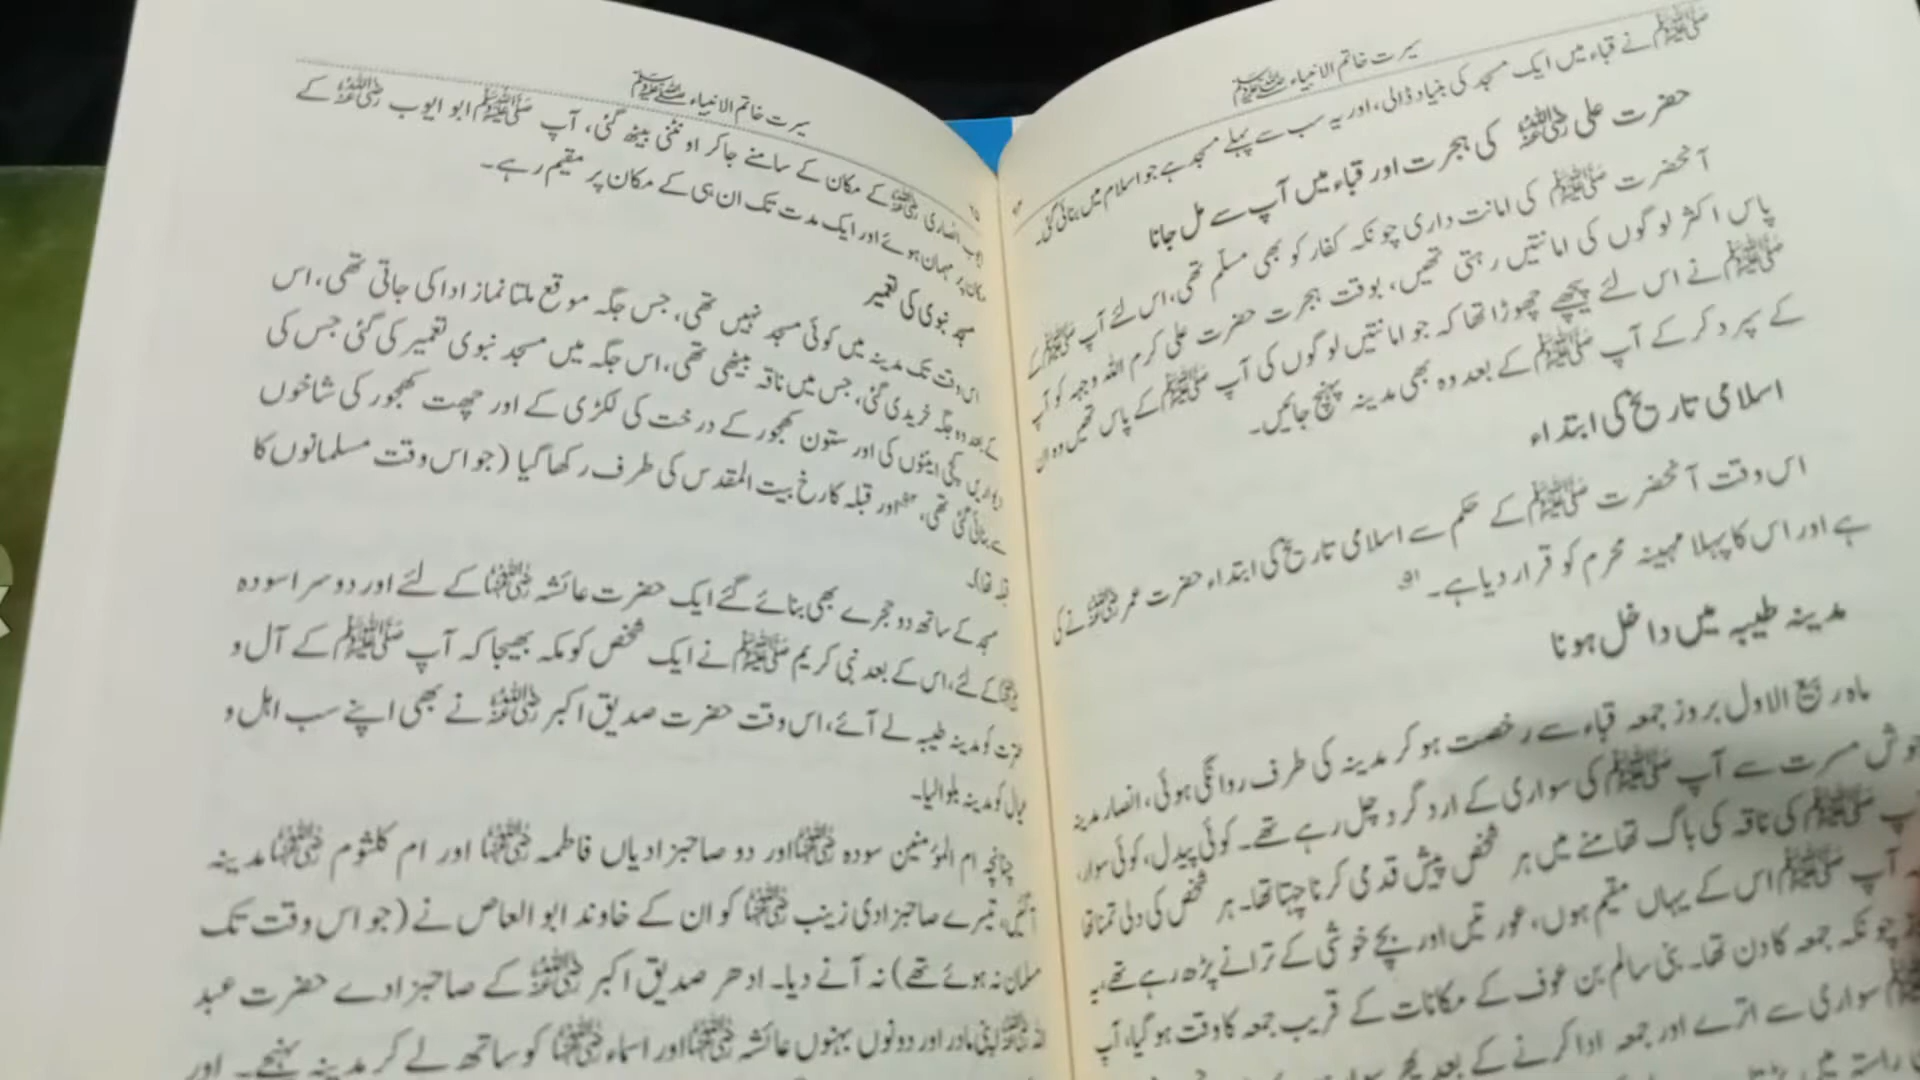 سیرت خاتم الانبیاء ﷺ
ﷺ نے قباء میں ایک مسجد کی بنیاد ڈالی، اور یہ سب سے پہلے مسجد ہے جو اسلام میں بنائی گئی۔
حضرت علی رضی اللہ عنہ کی ہجرت اور قباء میں آپ سے مل جانا
آنحضرت ﷺ کی امانت داری چونکہ کفار کو بھی مسلّم تھی، اس لئے آپ ﷺ کے
پاس اکثر لوگوں کی امانتیں رہتی تھیں، بوقت ہجرت حضرت علی کرم اللہ وجہہ کو آپ
ﷺ نے اس لئے پیچھے چھوڑا تھا کہ جو امانتیں لوگوں کی آپ ﷺ کے پاس تھیں وہ ان
کے سپرد کرکے آپ ﷺ کے بعد وہ بھی مدینہ پہنچ جائیں۔
اسلامی تاریخ کی ابتداء
اس وقت آنحضرت ﷺ کے حکم سے اسلامی تاریخ کی ابتداء حضرت عمر رضی اللہ عنہ نے کی
ہے اور اس کا پہلا مہینہ محرم کو قرار دیا ہے۔
مدینہ طیبہ میں داخل ہونا
ماہ ربیع الاول بروز جمعہ قباء سے رخصت ہو کر مدینہ کی طرف روانگی ہوئی، انصار مدینہ
جوش مسرت سے آپ ﷺ کی سواری کے ارد گرد چل رہے تھے۔ کوئی پیدل، کوئی سوار،
ﷺ کی ناقہ کی باگ تھامنے میں ہر شخص پیش قدمی کرنا چاہتا تھا۔ ہر شخص کی دلی تمنا تھا
آپ ﷺ اس کے یہاں مقیم ہوں، عورتیں اور بچے خوشی کے ترانے پڑھ رہے تھے، یہ
چونکہ جمعہ کا دن تھا۔ بنی سالم بن عوف کے مکانات کے قریب جمعہ کا وقت ہو گیا، آپ
ﷺ سواری سے اترے اور جمعہ ادا کرنے کے بعد
راستہ میں
سیرت خاتم الانبیاء ﷺ
انصاری رضی اللہ عنہ کے مکان کے سامنے جا کر اونٹنی بیٹھ گئی، آپ ﷺ ابو ایوب رضی اللہ عنہ کے
مکان پر مہمان ہوئے اور ایک مدت تک ان ہی کے مکان پر مقیم رہے۔
مسجد نبوی کی تعمیر
اس وقت تک مدینہ میں کوئی مسجد نہیں تھی، جس جگہ موقع ملتا نماز ادا کی جاتی تھی، اس
کے بعد وہ جگہ خریدی گئی، جس میں ناقہ بیٹھی تھی، اس جگہ میں مسجد نبوی تعمیر کی گئی جس کی
دیواریں کچی اینٹوں کی اور ستون کھجور کے درخت کی لکڑی کے اور چھت کھجور کی شاخوں
سے بنائی گئی تھی، اور قبلہ کا رخ بیت المقدس کی طرف رکھا گیا (جو اس وقت مسلمانوں کا
قبلہ تھا)۔
مسجد کے ساتھ دو حجرے بھی بنائے گئے ایک حضرت عائشہ رضی اللہ عنہا کے لئے اور دوسرا سودہ
رضی اللہ عنہا کے لئے، اس کے بعد نبی کریم ﷺ نے ایک شخص کو مکہ بھیجا کہ آپ ﷺ کے آل و
عزت کو مدینہ طیبہ لے آئے، اس وقت حضرت صدیق اکبر رضی اللہ عنہ نے بھی اپنے سب اہل و
عیال کو مدینہ بلوا لیا۔
چنانچہ ام المؤمنین سودہ رضی اللہ عنہا اور دو صاحبزادیاں فاطمہ رضی اللہ عنہا اور ام کلثوم رضی اللہ عنہا مدینہ
آئیں، تیسرے صاحبزادی زینب رضی اللہ عنہا کو ان کے خاوند ابو العاص نے (جو اس وقت تک
مسلمان نہ ہوئے تھے) نہ آنے دیا۔ ادھر صدیق اکبر رضی اللہ عنہ کے صاحبزادے حضرت عبد
اللہ رضی اللہ عنہ اپنی مادر اور دونوں بہنوں عائشہ رضی اللہ عنہا اور اسماء رضی اللہ عنہا کو ساتھ لے کر مدینہ پہنچے۔ اور